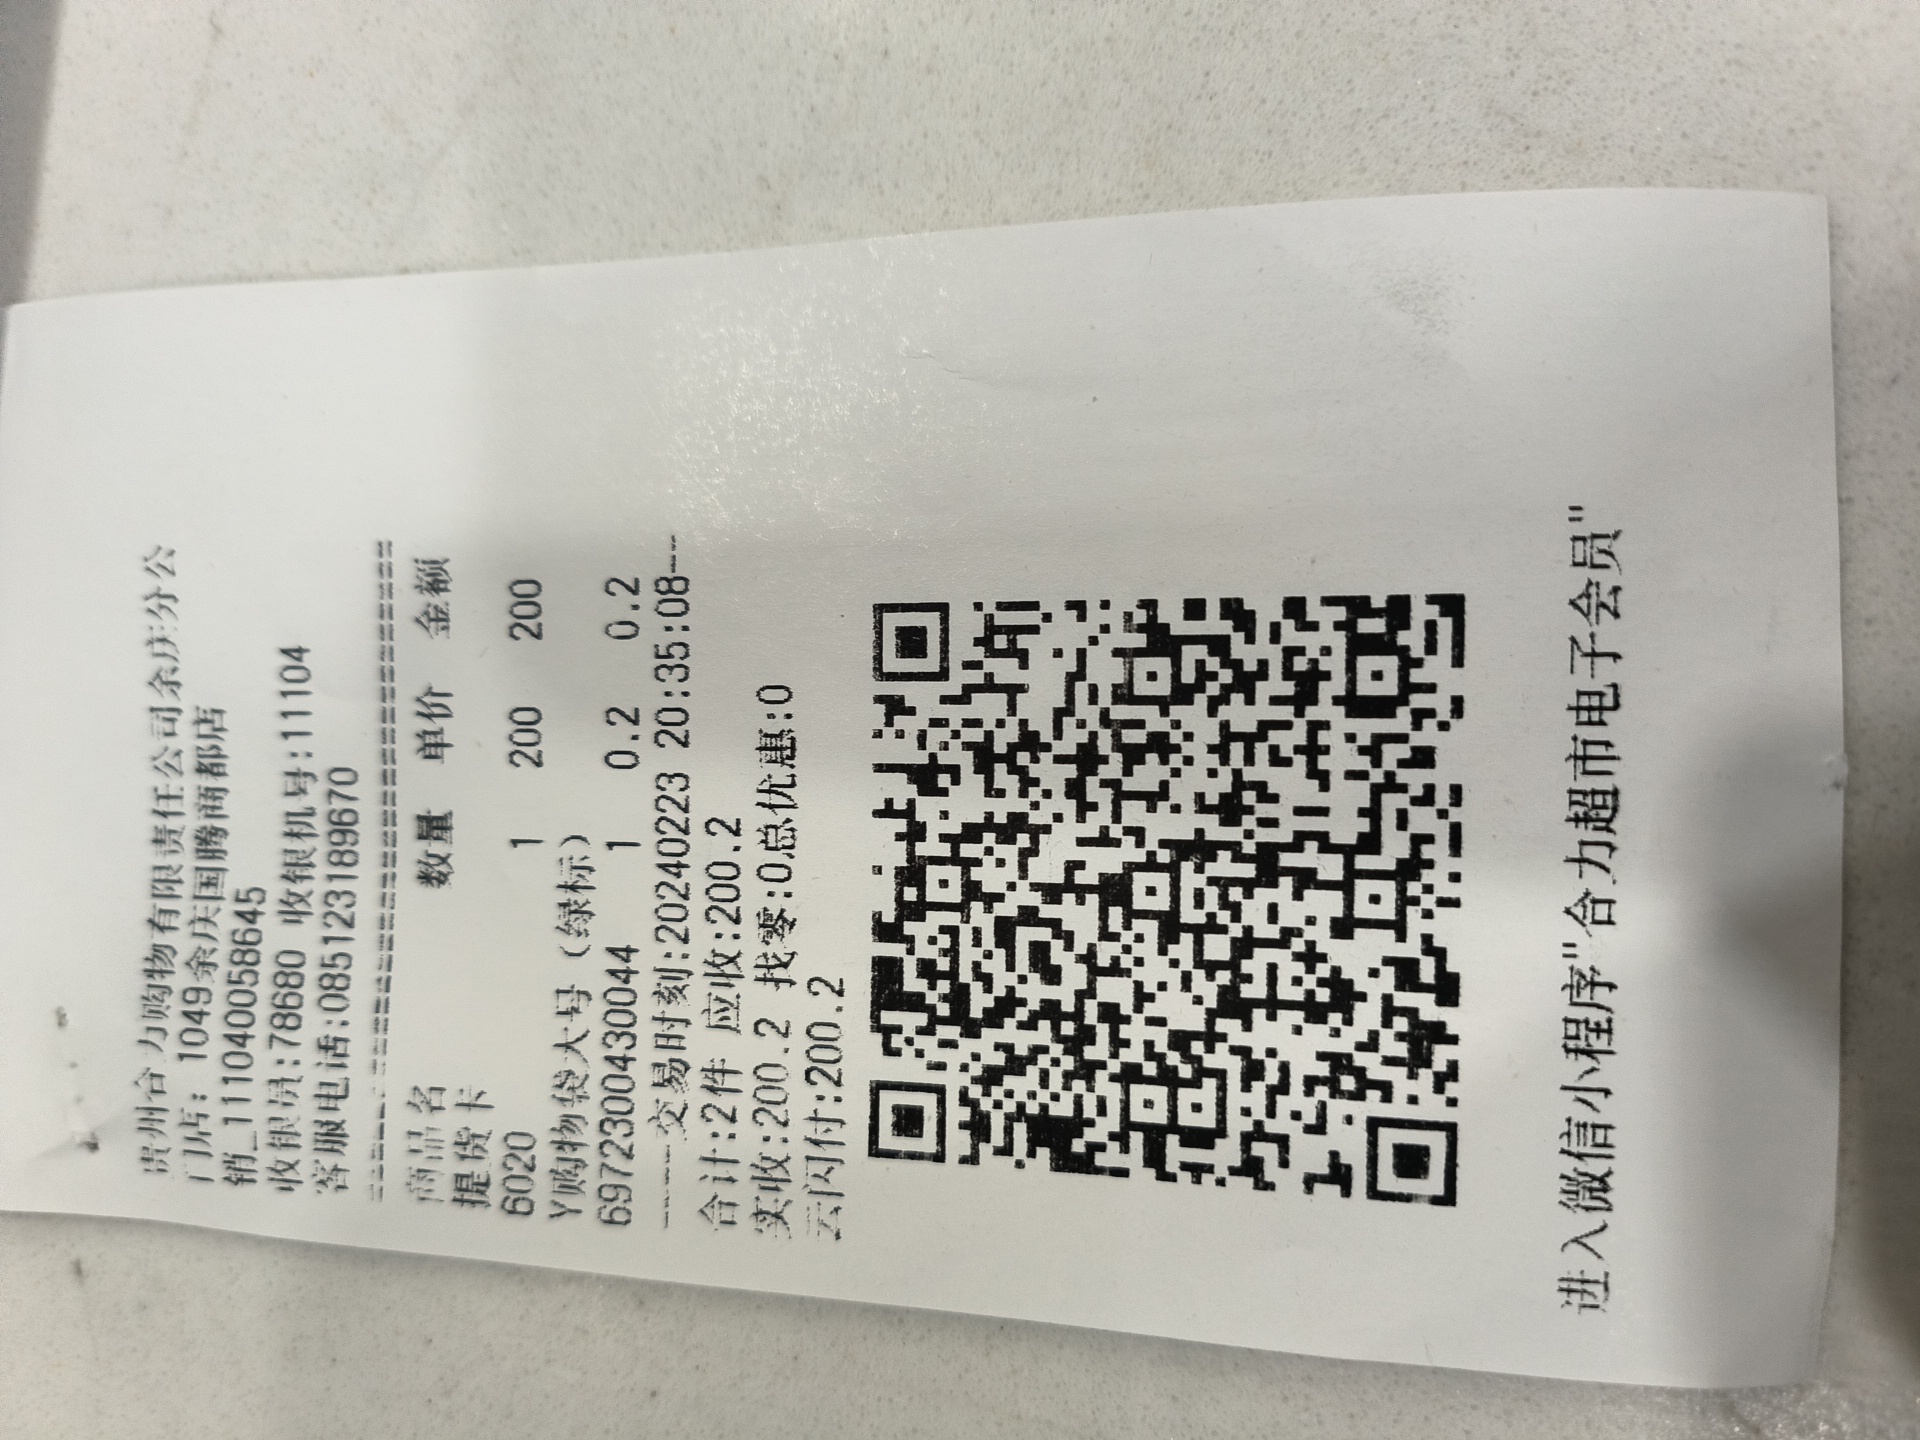 贵州合力购物有限责任公司余庆分公
门店: 1049余庆国腾商都店
销_111040058645
收银员:78680 收银机号:111104
客服电话:085123189670
商品名 数量 单价 金额
提货卡
6020 1 200 200
Y购物袋大号（绿标）
6972300430044 1 0.2 0.2
----交易时刻:20240223 20:35:08---
合计:2件 应收:200.2
实收:200.2 找零:0总优惠:0
云闪付:200.2
进入微信小程序"合力超市电子会员"